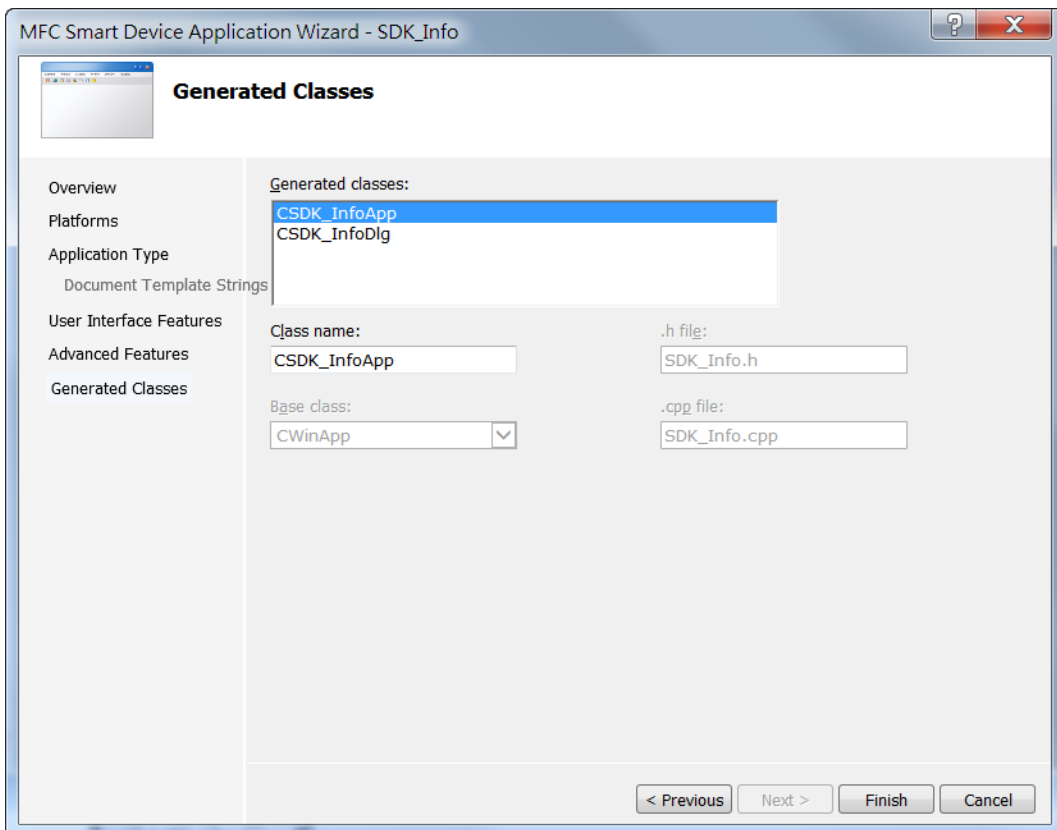 MFC Smart Device Application Wizard - SDK_Info
Generated Classes
Overview
Platforms
Application Type
Document Template Strings
User Interface Features
Advanced Features
Generated Classes
Generated classes:
CSDK_InfoApp
CSDK_InfoDlg
Class name:
CSDK_InfoApp
.h file:
SDK_Info.h
Base class:
CWinApp
.cpp file:
SDK_Info.cpp
< Previous
Next >
Finish
Cancel